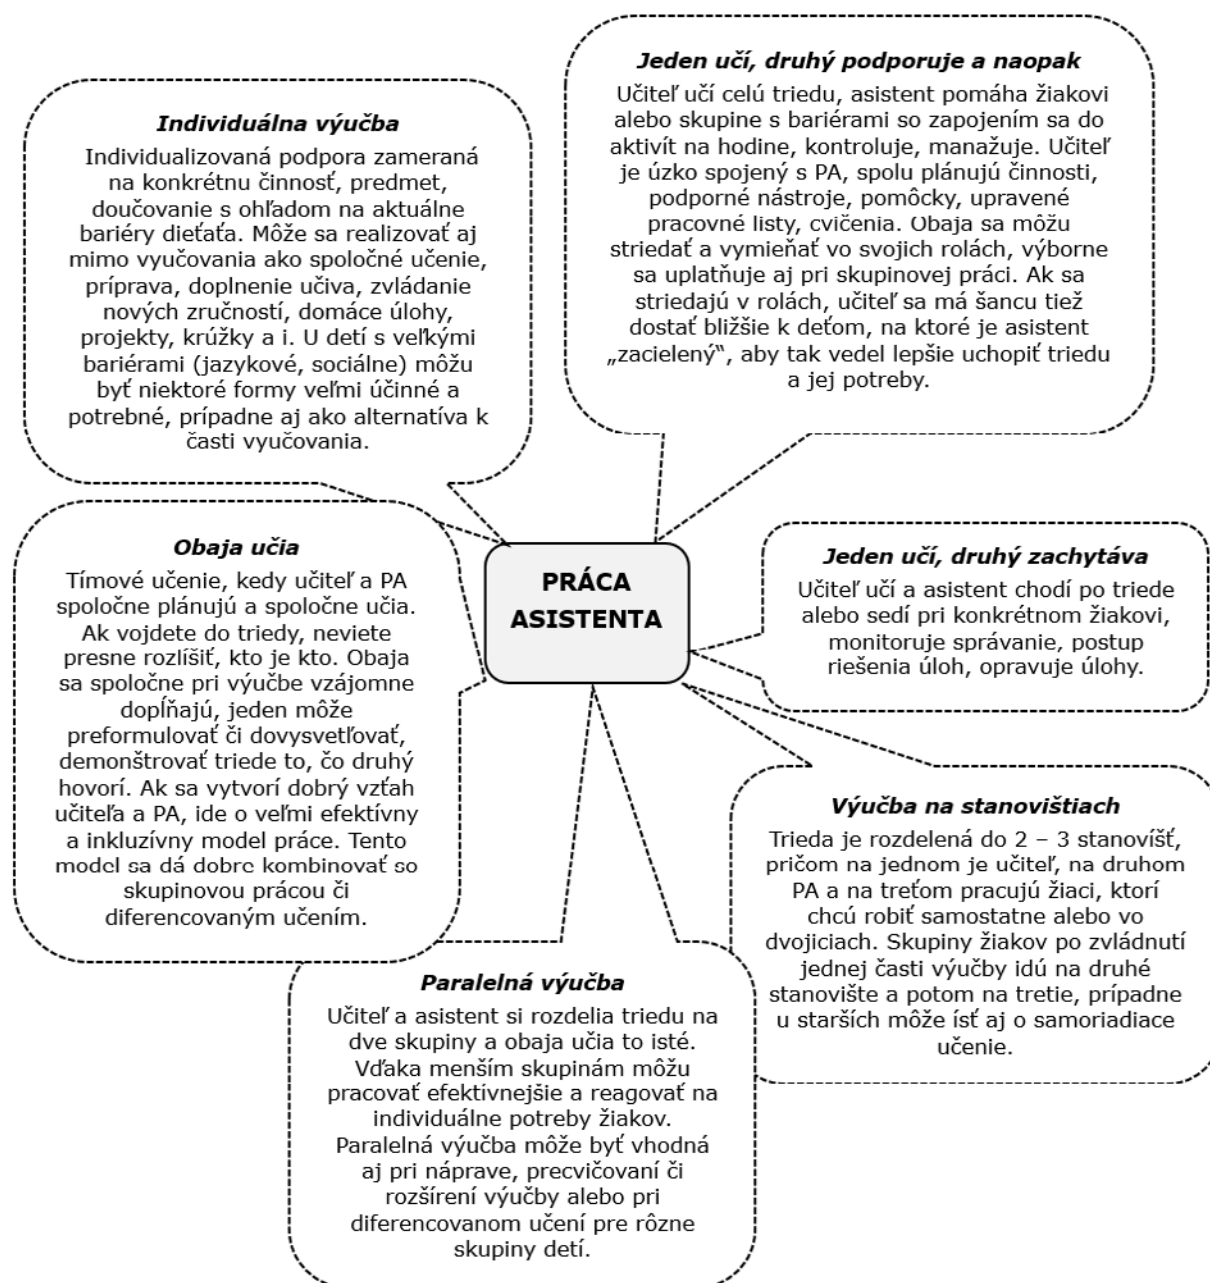 Jeden učí, druhý podporuje a naopak
Učiteľ učí celú triedu, asistent pomáha žiakovi
alebo skupine s bariérami so zapojením sa do
aktivít na hodine, kontroluje, manažuje. Učiteľ
je úzko spojený s PA, spolu plánujú činnosti,
podporné nástroje, pomôcky, upravené
pracovné listy, cvičenia. Obaja sa môžu
striedať a vymieňať vo svojich rolách, výborne
sa uplatňuje aj pri skupinovej práci. Ak sa
striedajú v rolách, učiteľ sa má šancu tiež
dostať bližšie k deťom, na ktoré je asistent
„zacielený“, aby tak vedel lepšie uchopiť triedu
a jej potreby.
Individuálna výučba
Individualizovaná podpora zameraná
na konkrétnu činnosť, predmet,
doučovanie s ohľadom na aktuálne
bariéry dieťaťa. Môže sa realizovať aj
mimo vyučovania ako spoločné učenie,
príprava, doplnenie učiva, zvládanie
nových zručností, domáce úlohy,
projekty, krúžky a i. U detí s veľkými
bariérami (jazykové, sociálne) môžu
byť niektoré formy veľmi účinné a
potrebné, prípadne aj ako alternatíva k
časti vyučovania.
Obaja učia
Tímové učenie, kedy učiteľ a PA
spoločne plánujú a spoločne učia.
Ak vojdete do triedy, neviete
presne rozlíšiť, kto je kto. Obaja
sa spoločne pri výučbe vzájomne
dopĺňajú, jeden môže
preformulovať či dovysvetľovať,
demonštrovať triede to, čo druhý
hovorí. Ak sa vytvorí dobrý vzťah
učiteľa a PA, ide o veľmi efektívny
a inkluzívny model práce. Tento
model sa dá dobre kombinovať so
skupinovou prácou či
diferencovaným učením.
PRÁCA
ASISTENTA
Jeden učí, druhý zachytáva
Učiteľ učí a asistent chodí po triede
alebo sedí pri konkrétnom žiakovi,
monitoruje správanie, postup
riešenia úloh, opravuje úlohy.
Výučba na stanovištiach
Trieda je rozdelená do 2 – 3 stanovíšť,
pričom na jednom je učiteľ, na druhom
PA a na treťom pracujú žiaci, ktorí
chcú robiť samostatne alebo vo
dvojiciach. Skupiny žiakov po zvládnutí
jednej časti výučby idú na druhé
stanovište a potom na tretie, prípadne
u starších môže ísť aj o samoriadiace
učenie.
Paralelná výučba
Učiteľ a asistent si rozdelia triedu na
dve skupiny a obaja učia to isté.
Vďaka menším skupinám môžu
pracovať efektívnejšie a reagovať na
individuálne potreby žiakov.
Paralelná výučba môže byť vhodná
aj pri náprave, precvičovaní či
rozšírení výučby alebo pri
diferencovanom učení pre rôzne
skupiny detí.